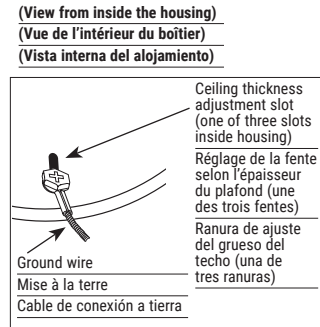 (View from inside the housing)
(Vue de l'intérieur du boîtier)
(Vista interna del alojamiento)
Ceiling thickness
adjustment slot
(one of three slots
inside housing)
Réglage de la fente
selon l'épaisseur
du plafond (une
des trois fentes)
Ranura de ajuste
del grueso del
techo (una de
tres ranuras)
Ground wire
Mise à la terre
Cable de conexión a tierra